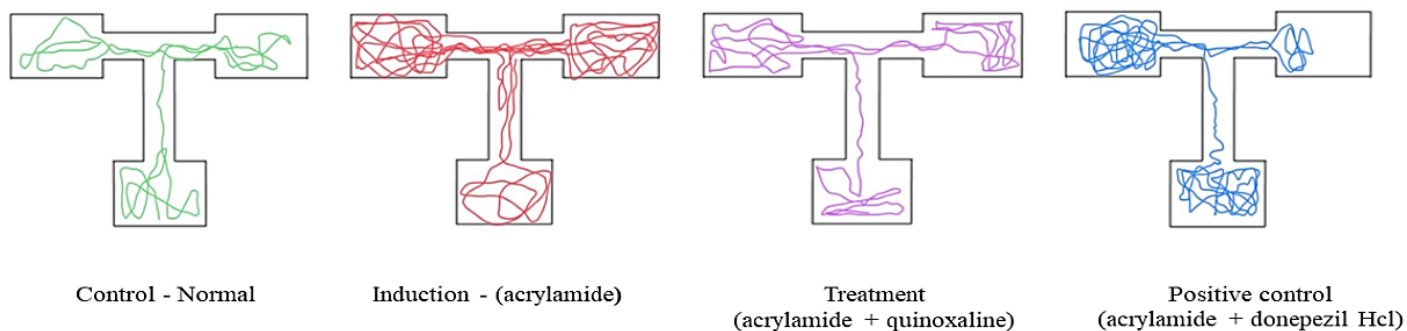 Control - Normal
Induction - (acrylamide)
Treatment
(acrylamide + quinoxaline)
Positive control
(acrylamide + donepezil Hcl)